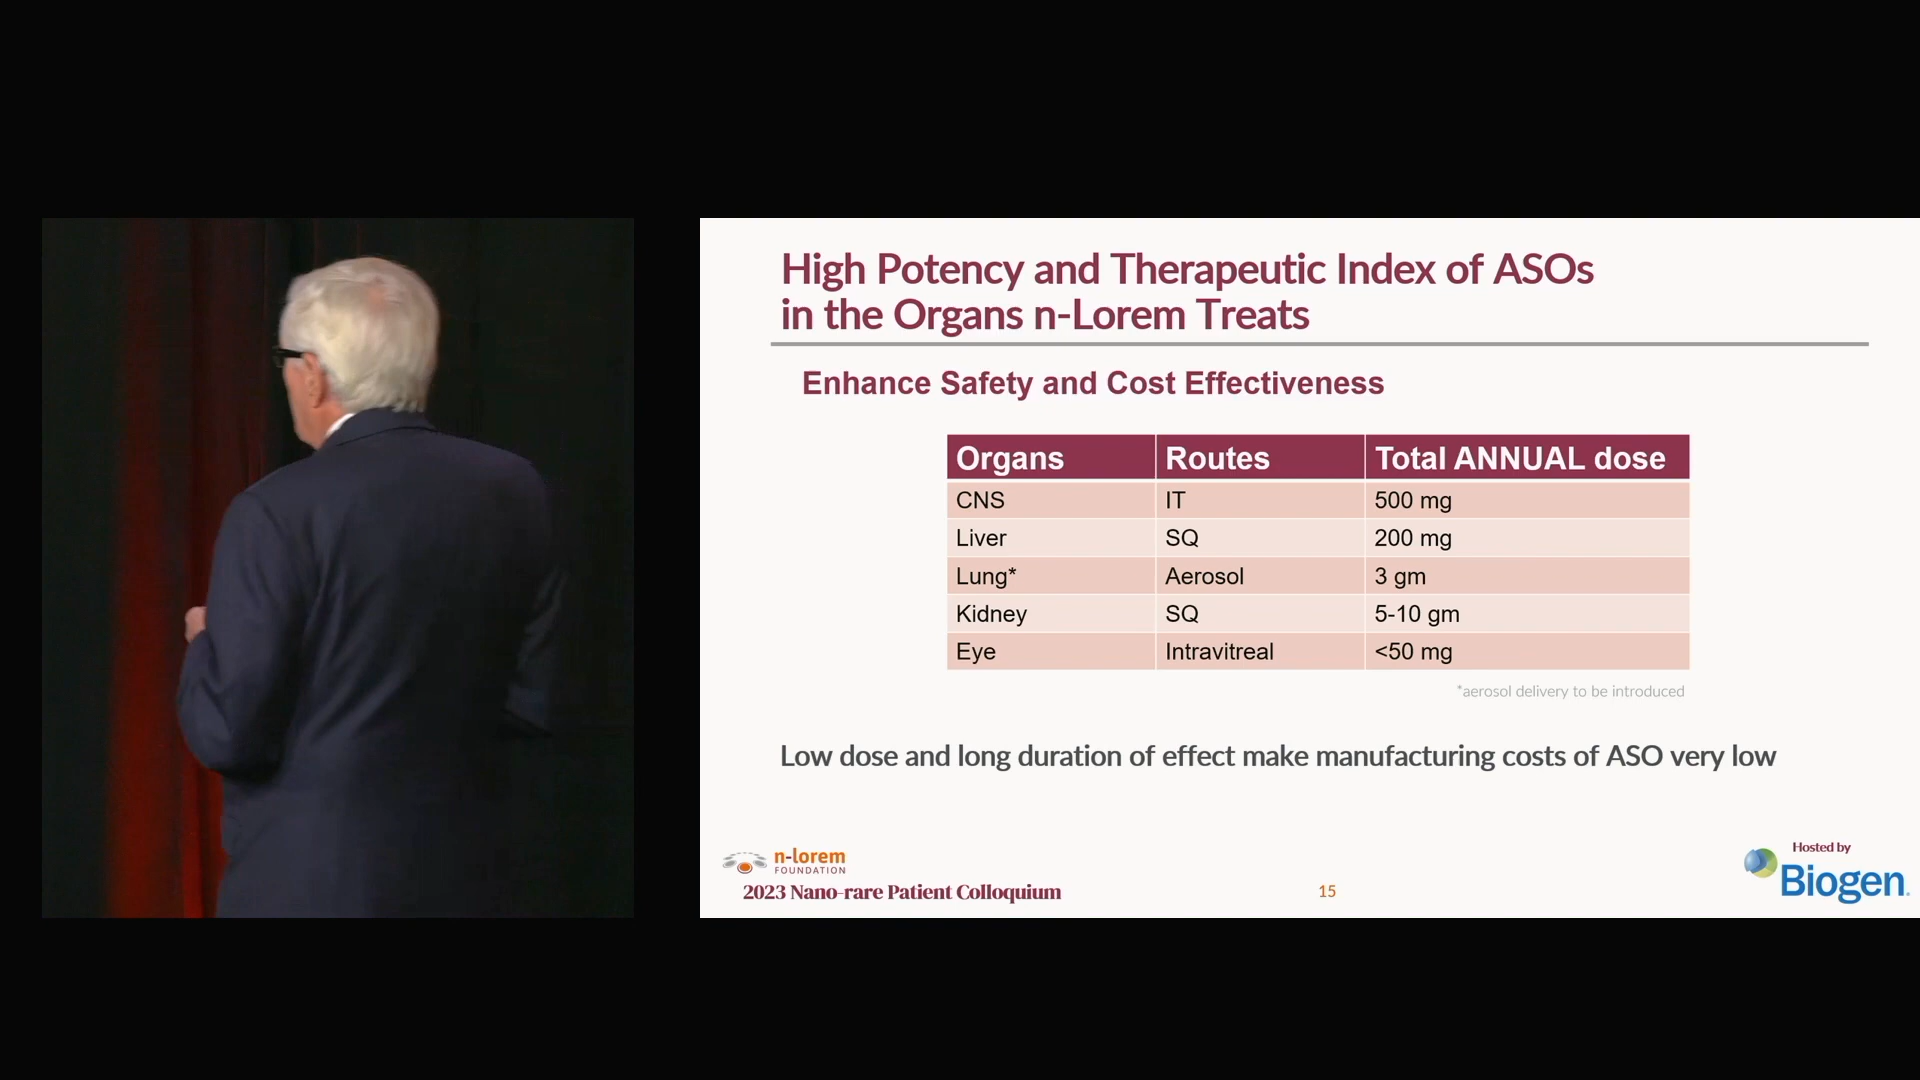 High Potency and Therapeutic Index of ASOs
in the Organs n-Lorem Treats
Enhance Safety and Cost Effectiveness
Organs Routes Total ANNUAL dose
CNS IT 500 mg
Liver SQ 200 mg
Lung* Aerosol 3 gm
Kidney SQ 5-10 gm
Eye Intravitreal <50 mg
*aerosol delivery to be introduced
Low dose and long duration of effect make manufacturing costs of ASO very low
n-lorem
FOUNDATION
2023 Nano-rare Patient Colloquium
15
Hosted by
Biogen.